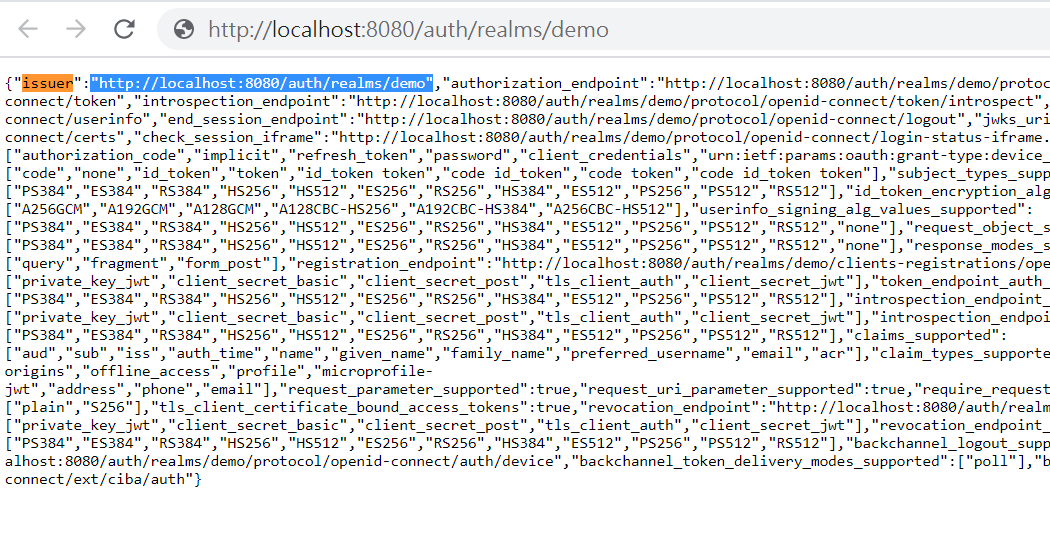 http://localhost:8080/auth/realms/demo
{"issuer":"http://localhost:8080/auth/realms/demo","authorization_endpoint":"http://localhost:8080/auth/realms/demo/protoc
connect/token","introspection_endpoint":"http://localhost:8080/auth/realms/demo/protocol/openid-connect/token/introspect",
connect/userinfo","end_session_endpoint":"http://localhost:8080/auth/realms/demo/protocol/openid-connect/logout","jwks_uri
connect/certs","check_session_iframe":"http://localhost:8080/auth/realms/demo/protocol/openid-connect/login-status-iframe.
["authorization_code","implicit","refresh_token","password","client_credentials","urn:ietf:params:oauth:grant-type:device_
["code","none","id_token","token","id_token token","code id_token","code token","code id_token token"],"subject_types_supp
["PS384","ES384","RS384","HS256","HS512","ES256","RS256","HS384","ES512","PS256","PS512","RS512"],"id_token_encryption_alg
["A256GCM","A192GCM","A128GCM","A128CBC-HS256","A192CBC-HS384","A256CBC-HS512"],"userinfo_signing_alg_values_supported":
["PS384","ES384","RS384","HS256","HS512","ES256","RS256","HS384","ES512","PS256","PS512","RS512","none"],"request_object_s
["PS384","ES384","RS384","HS256","HS512","ES256","RS256","HS384","ES512","PS256","PS512","RS512","none"],"response_modes_s
["query","fragment","form_post"],"registration_endpoint":"http://localhost:8080/auth/realms/demo/clients-registrations/ope
["private_key_jwt","client_secret_basic","client_secret_post","tls_client_auth","client_secret_jwt"],"token_endpoint_auth_
["PS384","ES384","RS384","HS256","HS512","ES256","RS256","HS384","ES512","PS256","PS512","RS512"],"introspection_endpoint_
["private_key_jwt","client_secret_basic","client_secret_post","tls_client_auth","client_secret_jwt"],"introspection_endpoi
["PS384","ES384","RS384","HS256","HS512","ES256","RS256","HS384","ES512","PS256","PS512","RS512"],"claims_supported":
["aud","sub","iss","auth_time","name","given_name","family_name","preferred_username","email","acr"],"claim_types_supporte
origins","offline_access","profile","microprofile-
jwt","address","phone","email"],"request_parameter_supported":true,"request_uri_parameter_supported":true,"require_request
["plain","S256"],"tls_client_certificate_bound_access_tokens":true,"revocation_endpoint":"http://localhost:8080/auth/realm
["private_key_jwt","client_secret_basic","client_secret_post","tls_client_auth","client_secret_jwt"],"revocation_endpoint_
["PS384","ES384","RS384","HS256","HS512","ES256","RS256","HS384","ES512","PS256","PS512","RS512"],"backchannel_logout_supp
alhost:8080/auth/realms/demo/protocol/openid-connect/auth/device","backchannel_token_delivery_modes_supported":["poll"],"b
connect/ext/ciba/auth"}